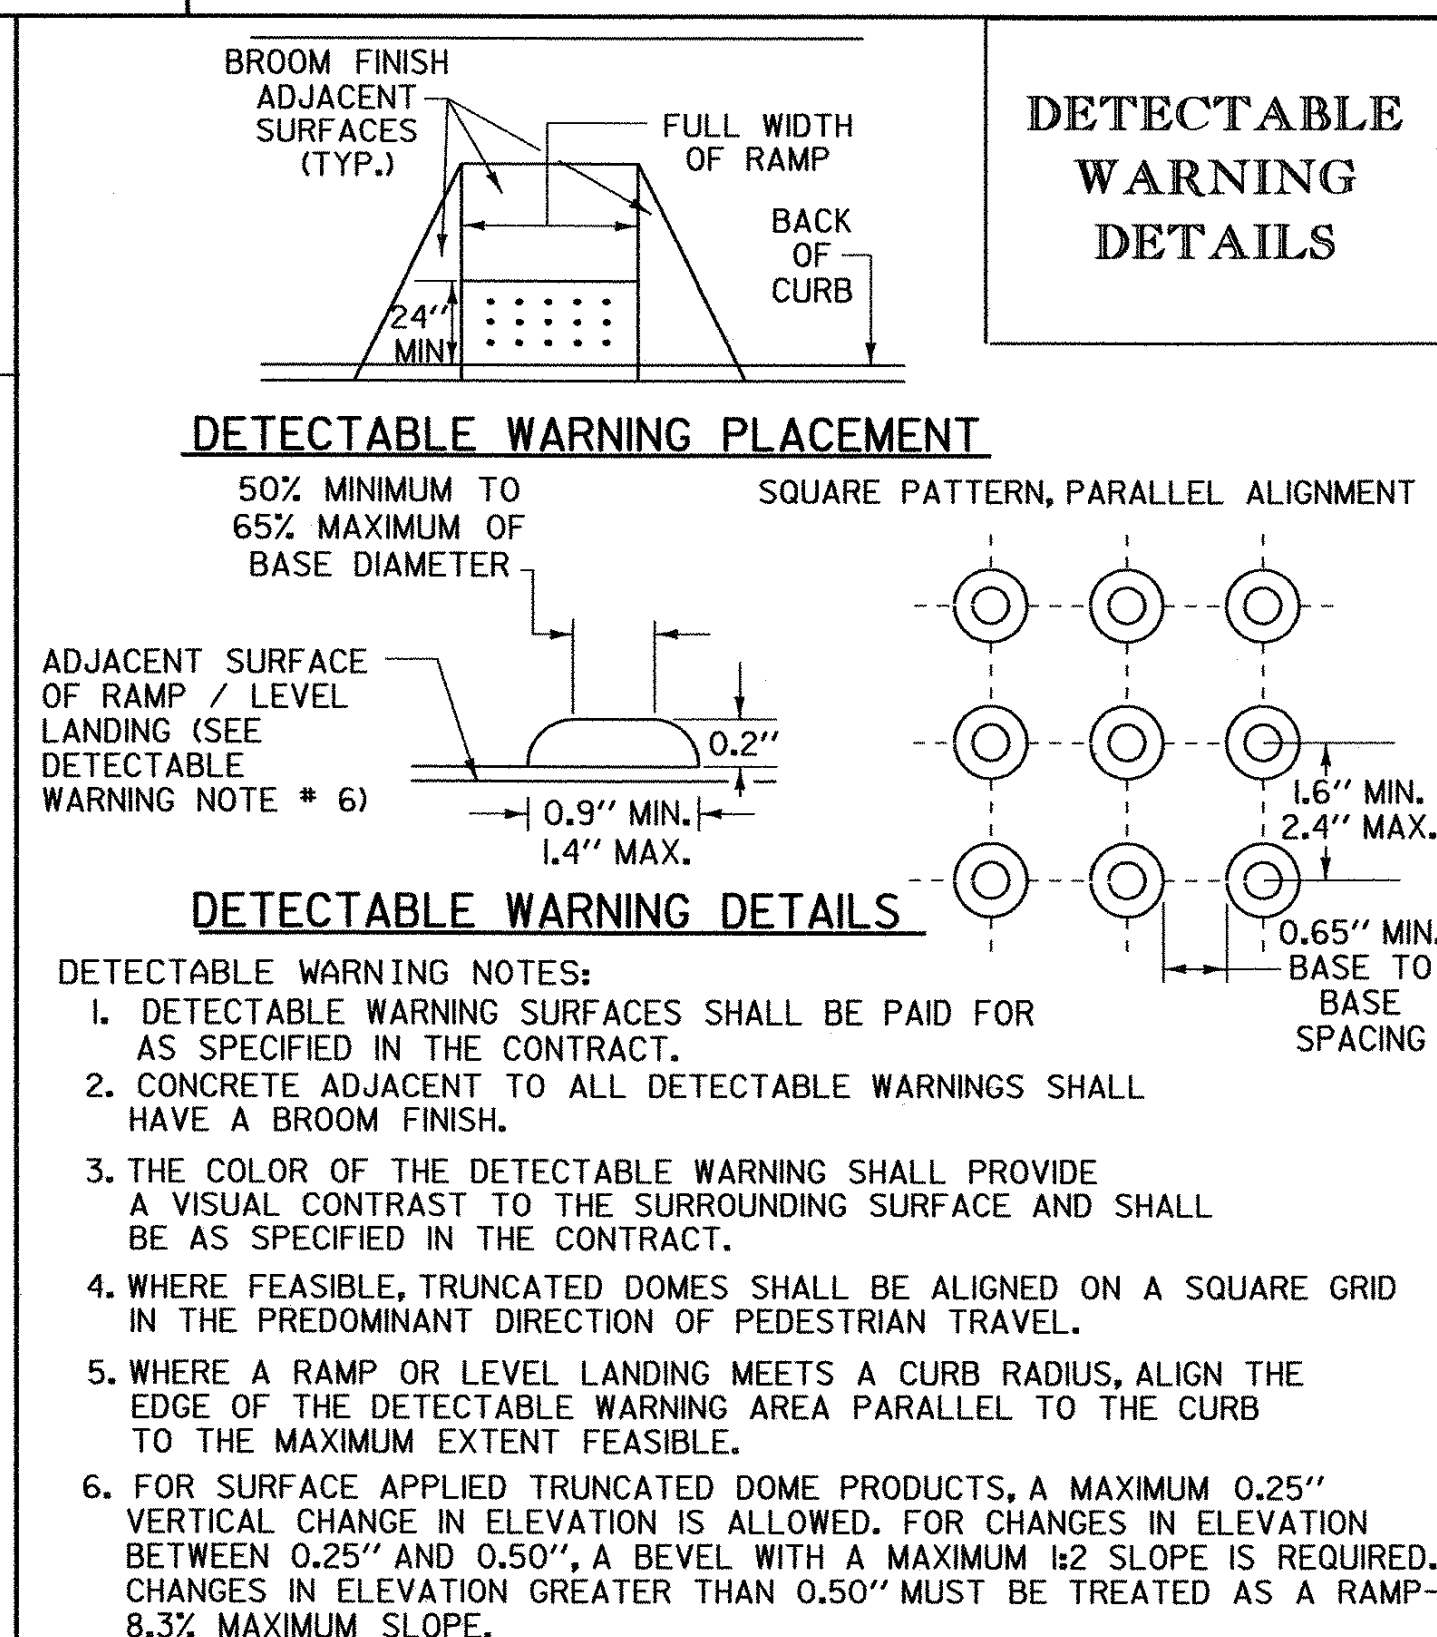 BROOM FINISH
ADJACENT
SURFACES
(TYP.)
FULL WIDTH
OF RAMP
BACK
OF
CURB
24''
MIN
DETECTABLE
WARNING
DETAILS
DETECTABLE WARNING PLACEMENT
50% MINIMUM TO
65% MAXIMUM OF
BASE DIAMETER
SQUARE PATTERN, PARALLEL ALIGNMENT
ADJACENT SURFACE
OF RAMP / LEVEL
LANDING (SEE
DETECTABLE
WARNING NOTE # 6)
0.2''
0.9'' MIN.
1.4'' MAX.
1.6'' MIN.
2.4'' MAX.
0.65'' MIN.
BASE TO
BASE
SPACING
DETECTABLE WARNING DETAILS
DETECTABLE WARNING NOTES:
1. DETECTABLE WARNING SURFACES SHALL BE PAID FOR
AS SPECIFIED IN THE CONTRACT.
2. CONCRETE ADJACENT TO ALL DETECTABLE WARNINGS SHALL
HAVE A BROOM FINISH.
3. THE COLOR OF THE DETECTABLE WARNING SHALL PROVIDE
A VISUAL CONTRAST TO THE SURROUNDING SURFACE AND SHALL
BE AS SPECIFIED IN THE CONTRACT.
4. WHERE FEASIBLE, TRUNCATED DOMES SHALL BE ALIGNED ON A SQUARE GRID
IN THE PREDOMINANT DIRECTION OF PEDESTRIAN TRAVEL.
5. WHERE A RAMP OR LEVEL LANDING MEETS A CURB RADIUS, ALIGN THE
EDGE OF THE DETECTABLE WARNING AREA PARALLEL TO THE CURB
TO THE MAXIMUM EXTENT FEASIBLE.
6. FOR SURFACE APPLIED TRUNCATED DOME PRODUCTS, A MAXIMUM 0.25''
VERTICAL CHANGE IN ELEVATION IS ALLOWED. FOR CHANGES IN ELEVATION
BETWEEN 0.25'' AND 0.50'', A BEVEL WITH A MAXIMUM 1:2 SLOPE IS REQUIRED.
CHANGES IN ELEVATION GREATER THAN 0.50'' MUST BE TREATED AS A RAMP-
8.3% MAXIMUM SLOPE.